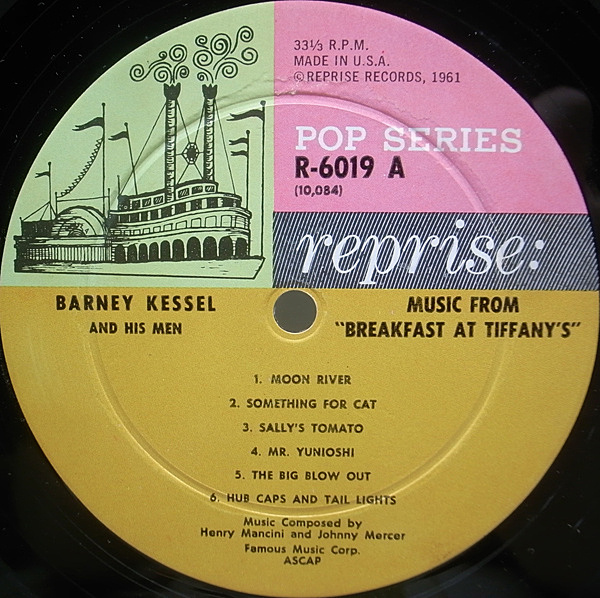 33⅓ R.P.M.
MADE IN U.S.A.
©REPRISE RECORDS, 1961
POP SERIES
R-6019 A
(10,084)
reprise:
BARNEY KESSEL
AND HIS MEN
MUSIC FROM
"BREAKFAST AT TIFFANY'S"
1. MOON RIVER
2. SOMETHING FOR CAT
3. SALLY'S TOMATO
4. MR. YUNIOSHI
5. THE BIG BLOW OUT
6. HUB CAPS AND TAIL LIGHTS
Music Composed by
Henry Mancini and Johnny Mercer
Famous Music Corp.
ASCAP